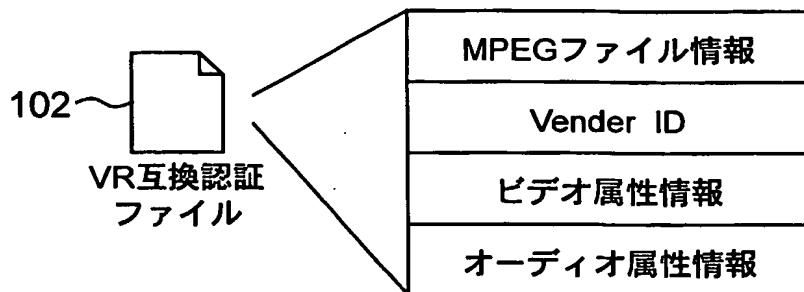 102
VR互換認証
ファイル
MPEGファイル情報
Vender ID
ビデオ属性情報
オーディオ属性情報